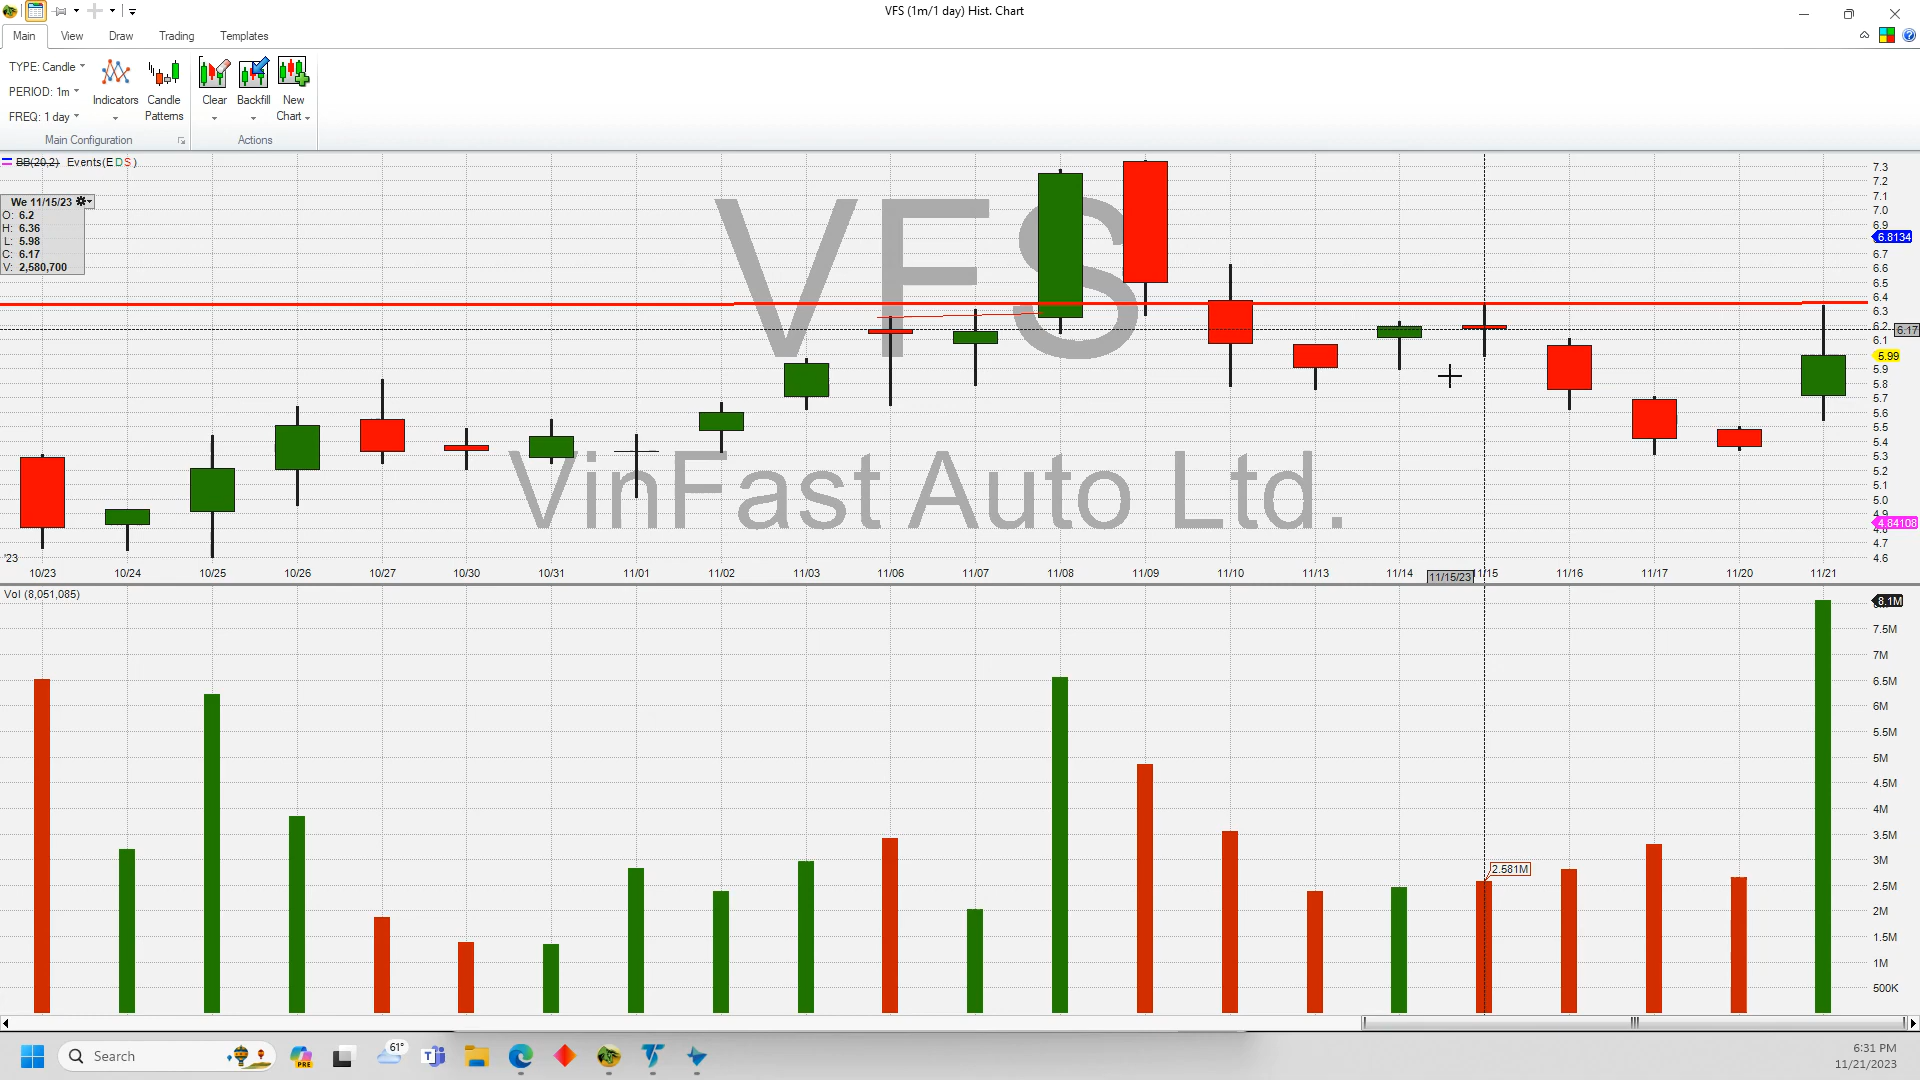 VFS (1m/1 day) Hist. Chart
Main View Draw Trading Templates
TYPE: Candle
PERIOD: 1m
FREQ: 1 day
Indicators
Candle Patterns
Clear
Backfill
New Chart
Main Configuration
Actions
BB(20,2) Events(EDS)
We 11/15/23
O: 6.2
H: 6.36
L: 5.98
C: 6.17
V: 2,580,700
VFS
VinFast Auto Ltd.
7.3
7.2
7.1
7.0
6.9
6.8134
6.7
6.6
6.5
6.4
6.3
6.2
6.17
6.1
5.99
5.9
5.8
5.7
5.6
5.5
5.4
5.3
5.2
5.1
5.0
4.9
4.84108
4.7
4.6
'23
10/23 10/24 10/25 10/26 10/27 10/30 10/31 11/01 11/02 11/03 11/06 11/07 11/08 11/09 11/10 11/13 11/14 11/15/23 11/15 11/16 11/17 11/20 11/21
Vol (8,051,085)
8.1M
7.5M
7M
6.5M
6M
5.5M
5M
4.5M
4M
3.5M
3M
2.581M
2.5M
2M
1.5M
1M
500K
Search
PRE
61°
6:31 PM
11/21/2023